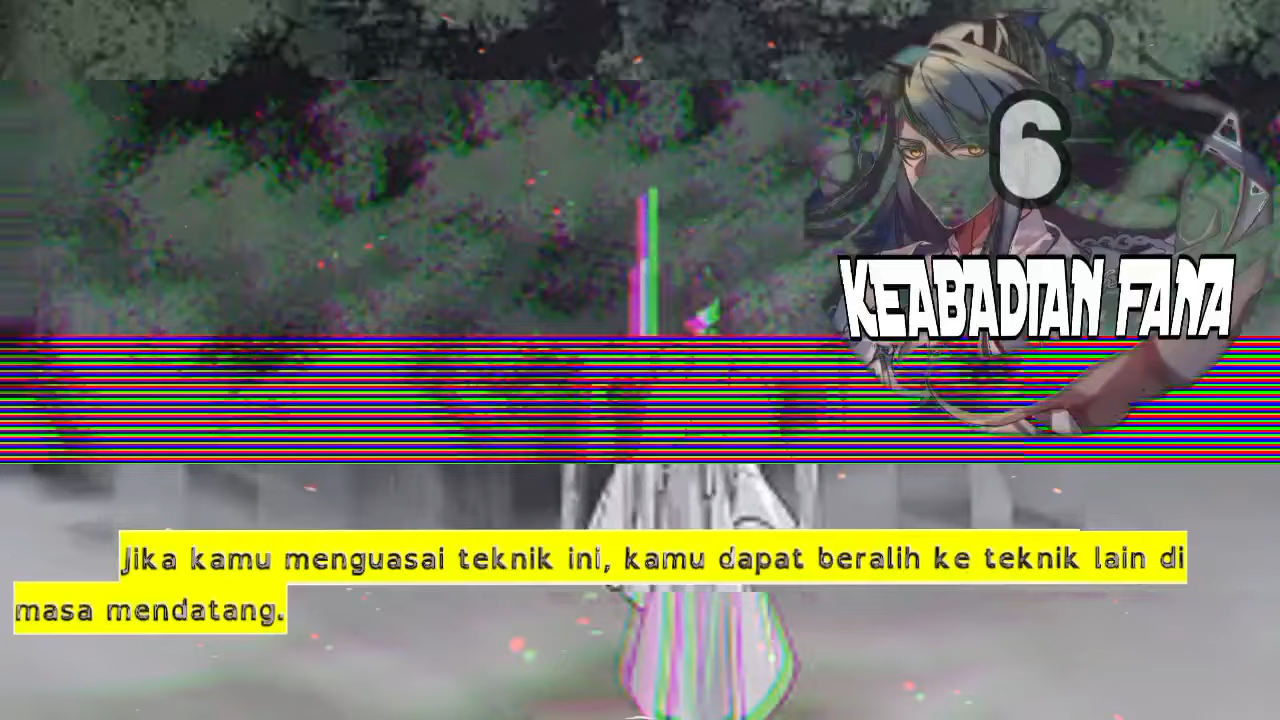 6
KEABADIAN FANA
Jika kamu menguasai teknik ini, kamu dapat beralih ke teknik lain di
masa mendatang.